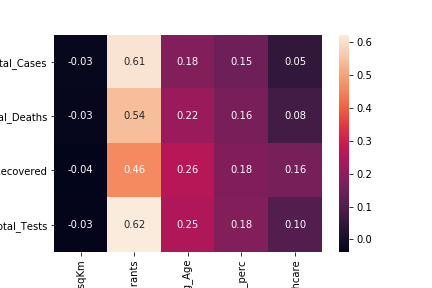 tal_Cases -0.03 0.61 0.18 0.15 0.05
al_Deaths -0.03 0.54 0.22 0.16 0.08
Recovered -0.04 0.46 0.26 0.18 0.16
otal_Tests -0.03 0.62 0.25 0.18 0.10
sqKm
rants
g_Age
_perc
hcare
0.6
0.5
0.4
0.3
0.2
0.1
0.0